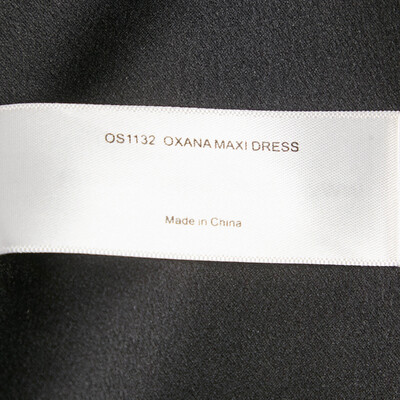 OS1132 OXANA MAXI DRESS
Made in China